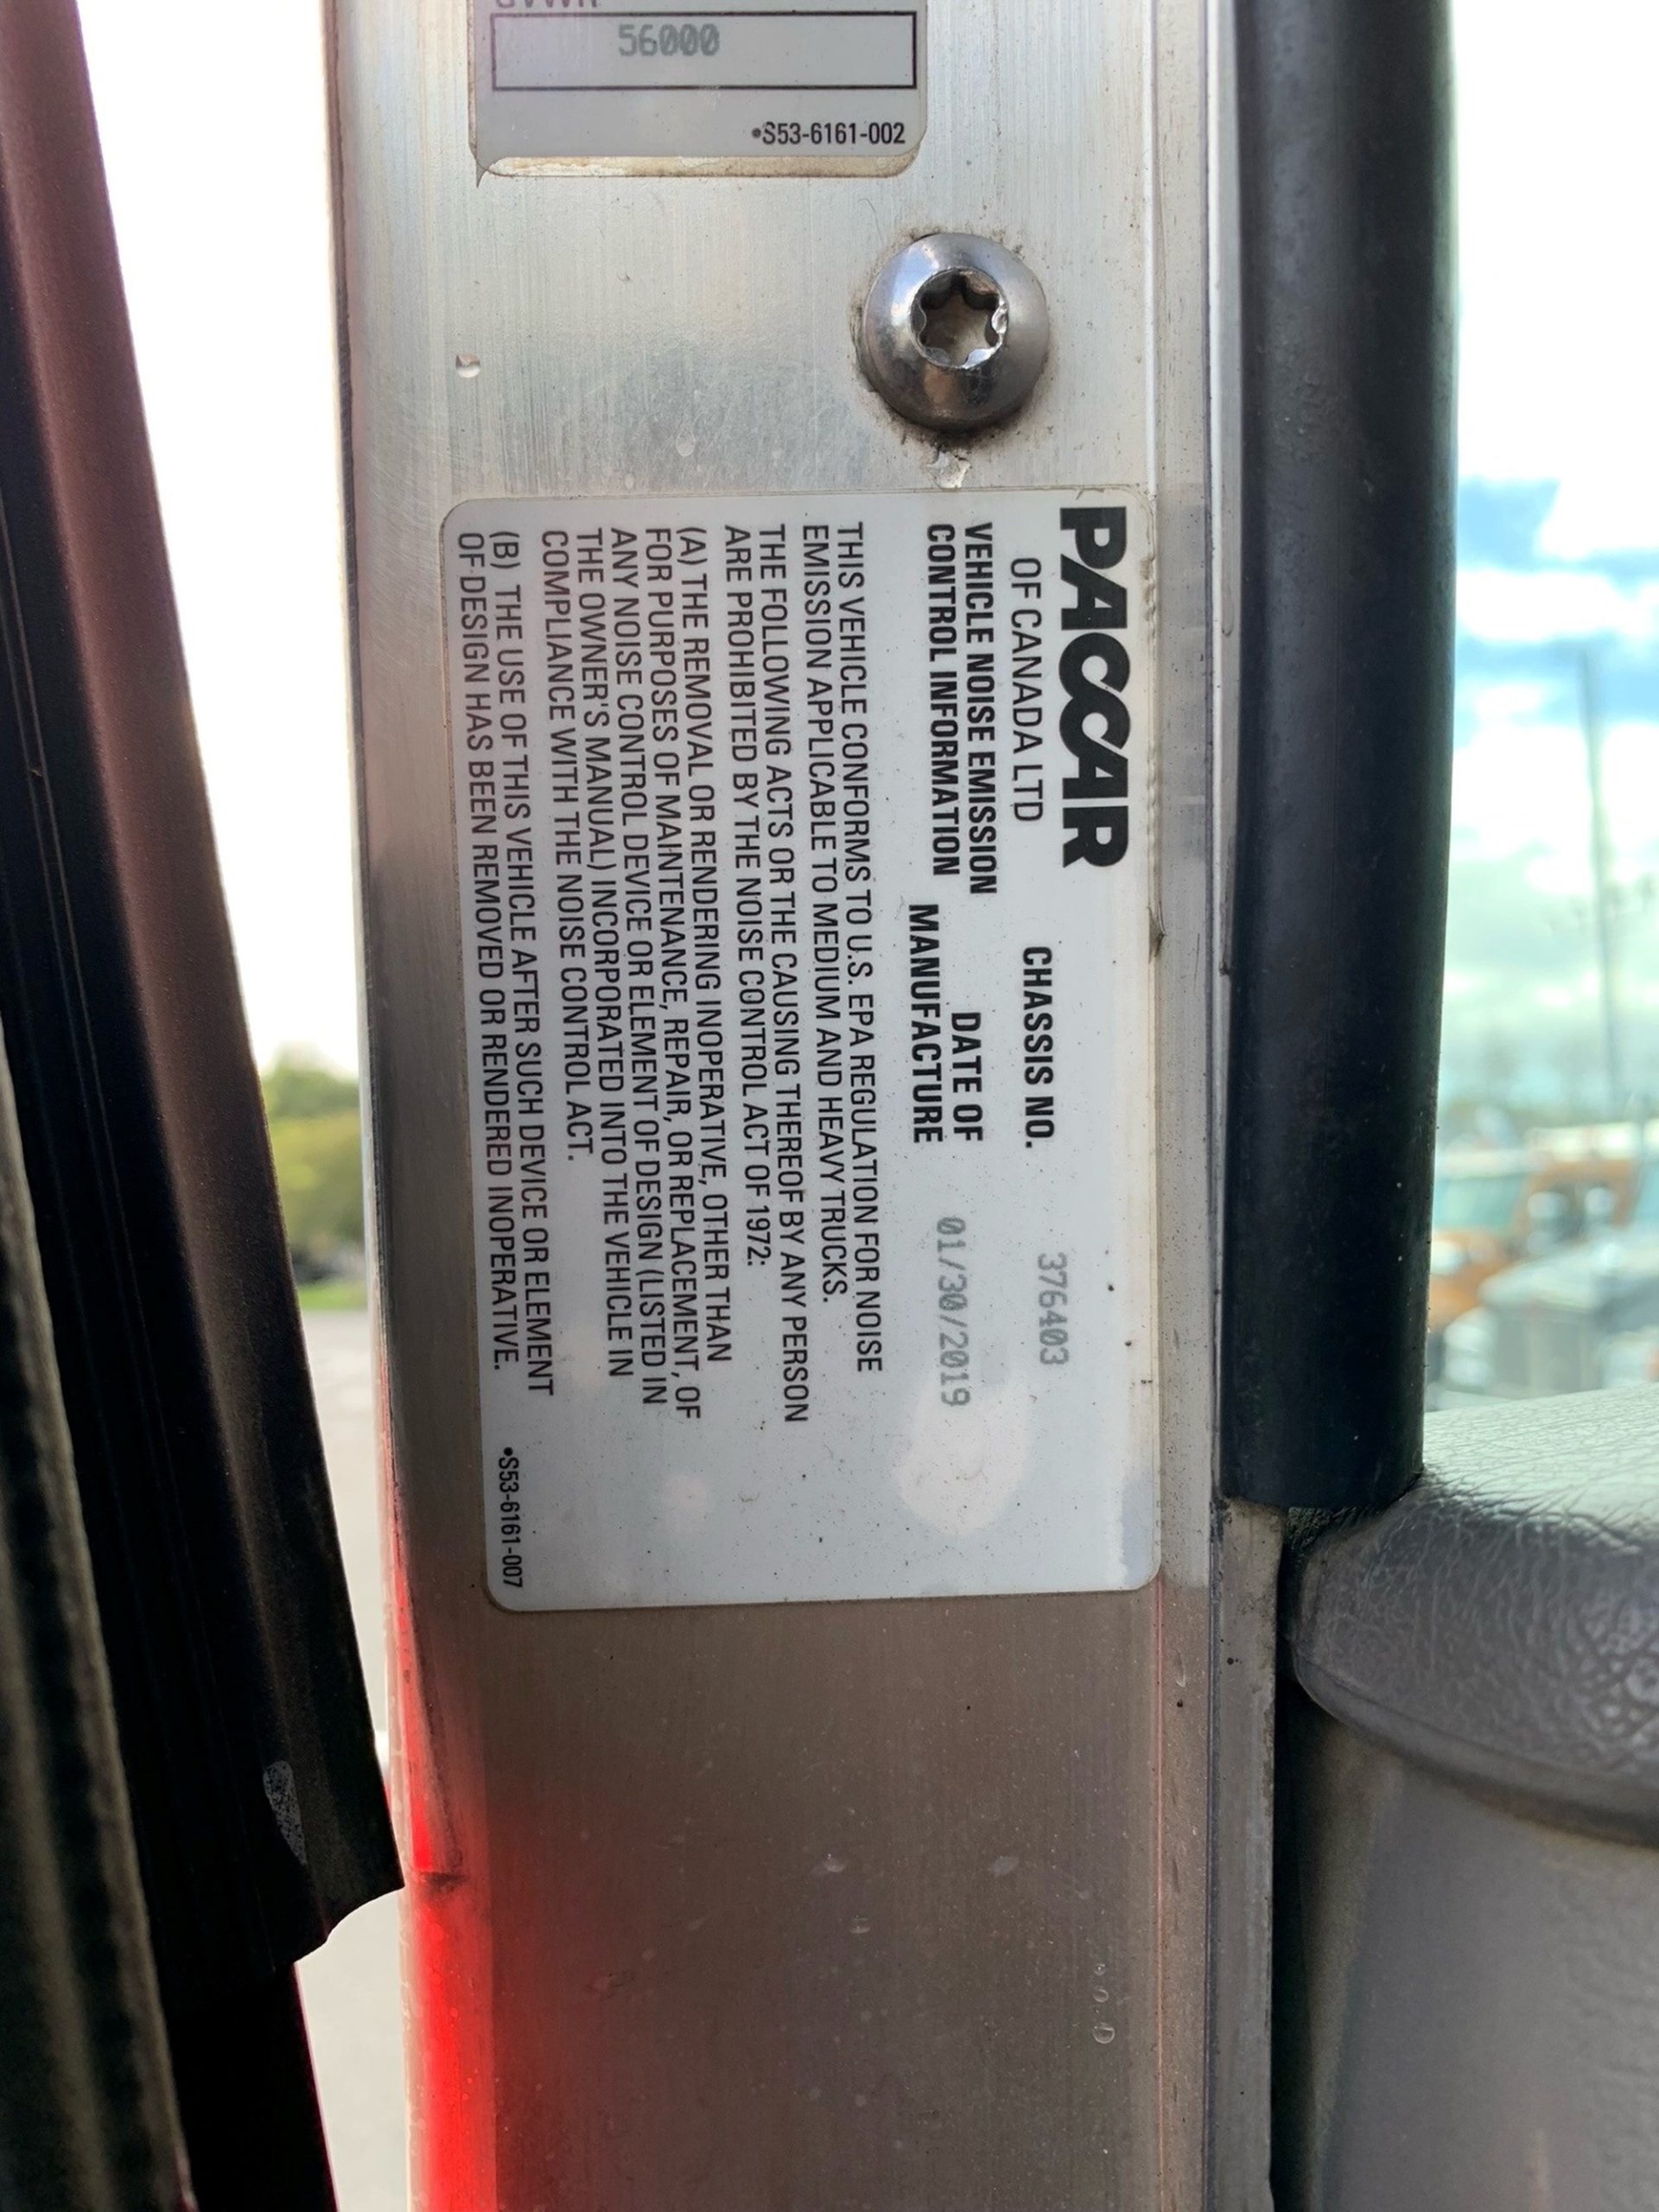 GVWR
56000
•S53-6161-002
PACCAR
OF CANADA LTD
CHASSIS NO. 376403
VEHICLE NOISE EMISSION
CONTROL INFORMATION
DATE OF
MANUFACTURE
01/30/2019
THIS VEHICLE CONFORMS TO U.S. EPA REGULATION FOR NOISE
EMISSION APPLICABLE TO MEDIUM AND HEAVY TRUCKS.
THE FOLLOWING ACTS OR THE CAUSING THEREOF BY ANY PERSON
ARE PROHIBITED BY THE NOISE CONTROL ACT OF 1972:
(A) THE REMOVAL OR RENDERING INOPERATIVE, OTHER THAN
FOR PURPOSES OF MAINTENANCE, REPAIR, OR REPLACEMENT, OF
ANY NOISE CONTROL DEVICE OR ELEMENT OF DESIGN (LISTED IN
THE OWNER'S MANUAL) INCORPORATED INTO THE VEHICLE IN
COMPLIANCE WITH THE NOISE CONTROL ACT.
(B) THE USE OF THIS VEHICLE AFTER SUCH DEVICE OR ELEMENT
OF DESIGN HAS BEEN REMOVED OR RENDERED INOPERATIVE.
•S53-6161-007